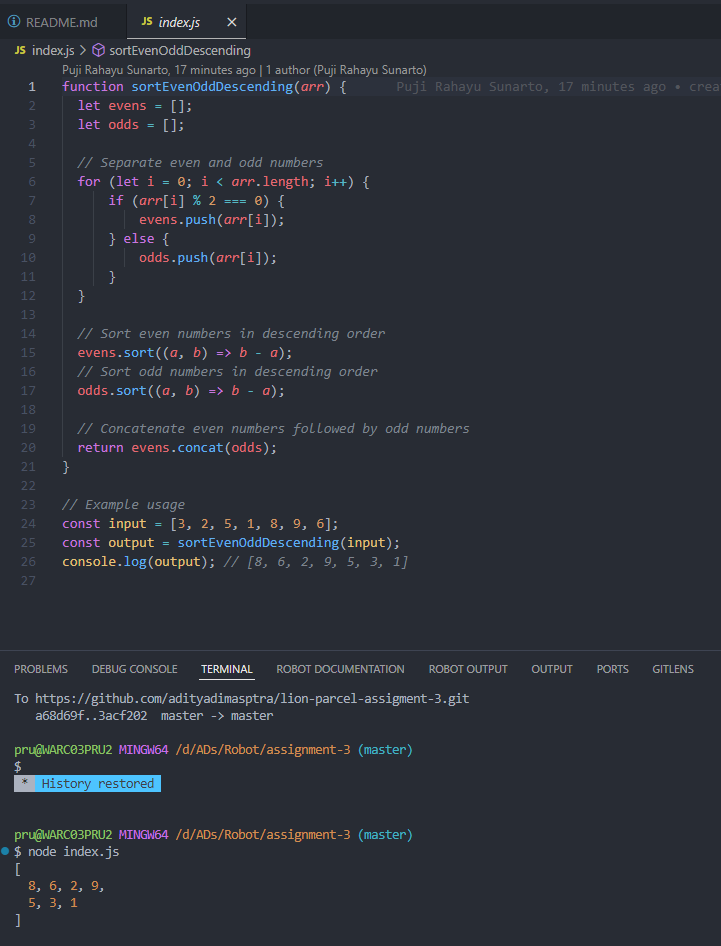 README.md
JS index.js ✕
JS index.js > sortEvenOddDescending
Puji Rahayu Sunarto, 17 minutes ago | 1 author (Puji Rahayu Sunarto)
1 function sortEvenOddDescending(arr) { Puji Rahayu Sunarto, 17 minutes ago • crea
2 let evens = [];
3 let odds = [];
4
5 // Separate even and odd numbers
6 for (let i = 0; i < arr.length; i++) {
7 if (arr[i] % 2 === 0) {
8 evens.push(arr[i]);
9 } else {
10 odds.push(arr[i]);
11 }
12 }
13
14 // Sort even numbers in descending order
15 evens.sort((a, b) => b - a);
16 // Sort odd numbers in descending order
17 odds.sort((a, b) => b - a);
18
19 // Concatenate even numbers followed by odd numbers
20 return evens.concat(odds);
21 }
22
23 // Example usage
24 const input = [3, 2, 5, 1, 8, 9, 6];
25 const output = sortEvenOddDescending(input);
26 console.log(output); // [8, 6, 2, 9, 5, 3, 1]
27
PROBLEMS DEBUG CONSOLE TERMINAL ROBOT DOCUMENTATION ROBOT OUTPUT OUTPUT PORTS GITLENS
To https://github.com/adityadimasptra/lion-parcel-assigment-3.git
a68d69f..3acf202 master -> master
pru@WARC03PRU2 MINGW64 /d/ADs/Robot/assignment-3 (master)
$
* History restored
pru@WARC03PRU2 MINGW64 /d/ADs/Robot/assignment-3 (master)
$ node index.js
[
8, 6, 2, 9,
5, 3, 1
]